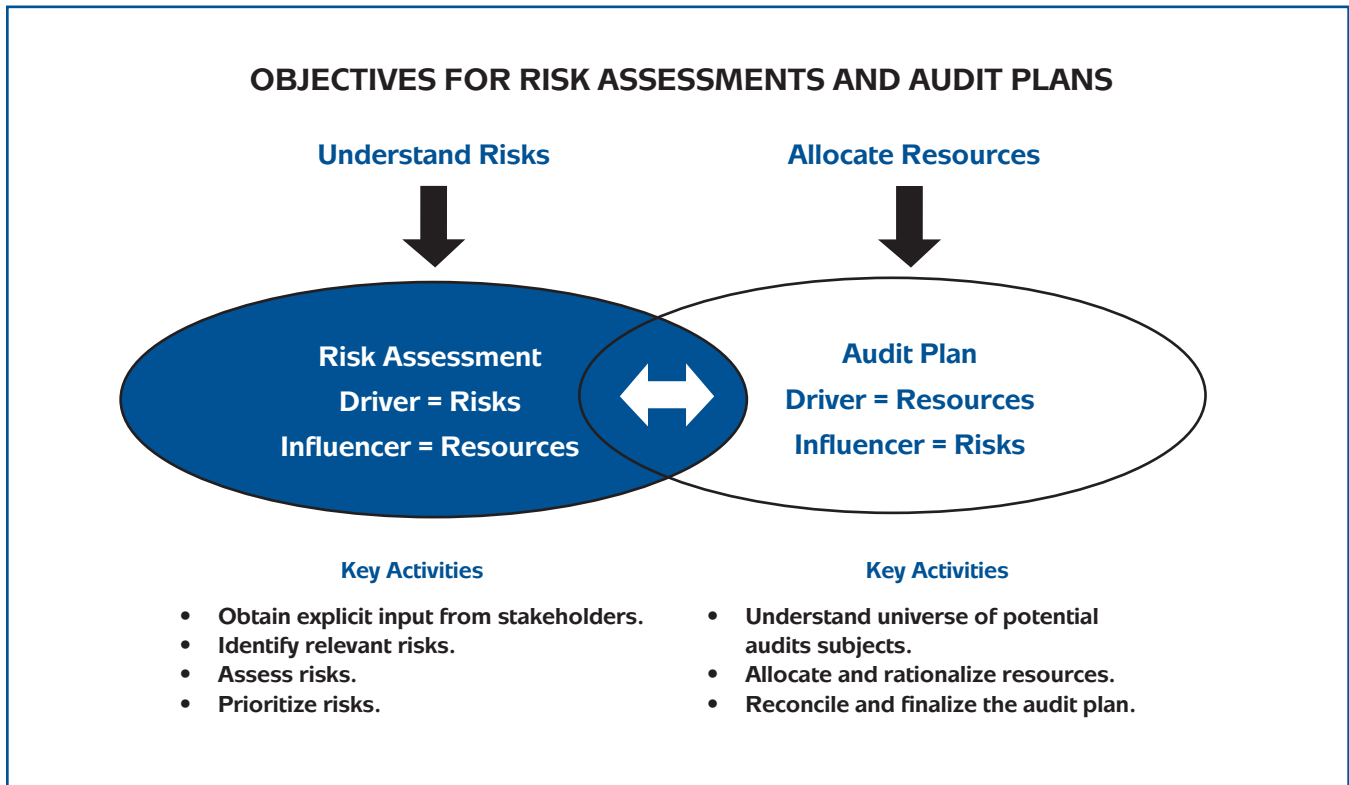 OBJECTIVES FOR RISK ASSESSMENTS AND AUDIT PLANS
Understand Risks
Allocate Resources
Risk Assessment
Driver = Risks
Influencer = Resources
Audit Plan
Driver = Resources
Influencer = Risks
Key Activities
• Obtain explicit input from stakeholders.
• Identify relevant risks.
• Assess risks.
• Prioritize risks.
Key Activities
• Understand universe of potential
audits subjects.
• Allocate and rationalize resources.
• Reconcile and finalize the audit plan.